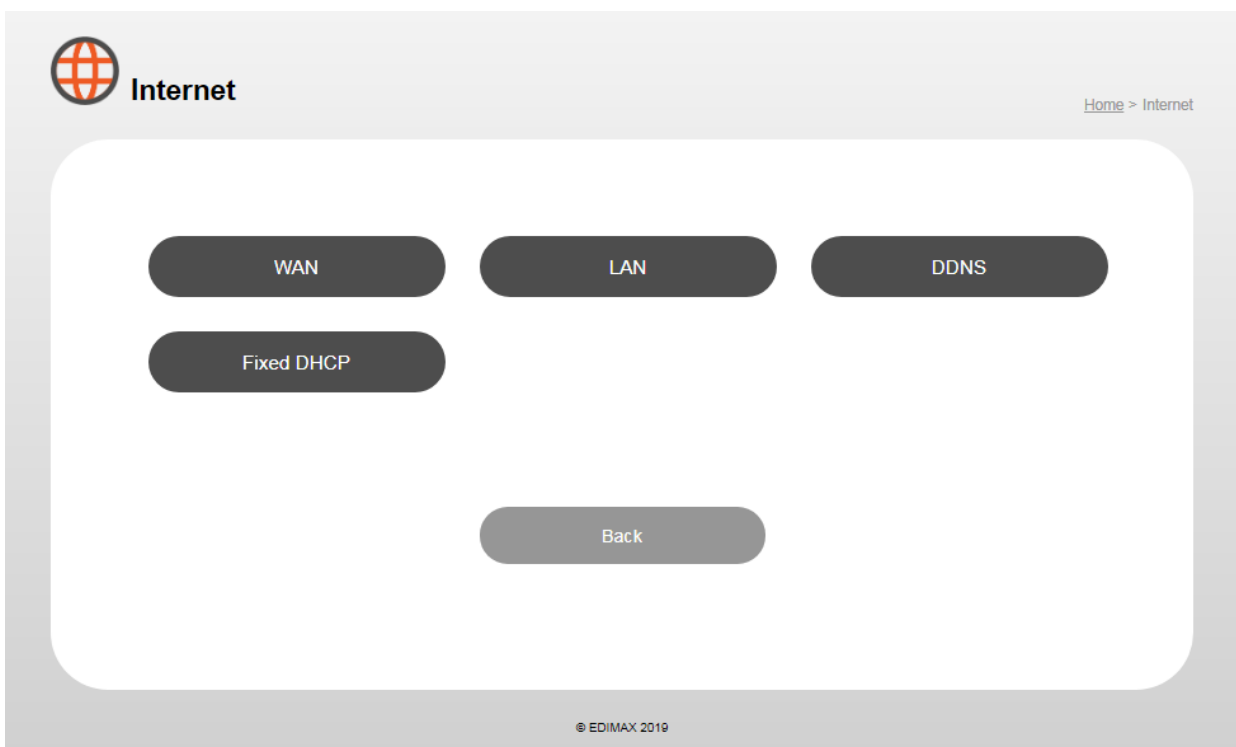 Internet
Home > Internet
WAN LAN DDNS
Fixed DHCP
Back
© EDIMAX 2019